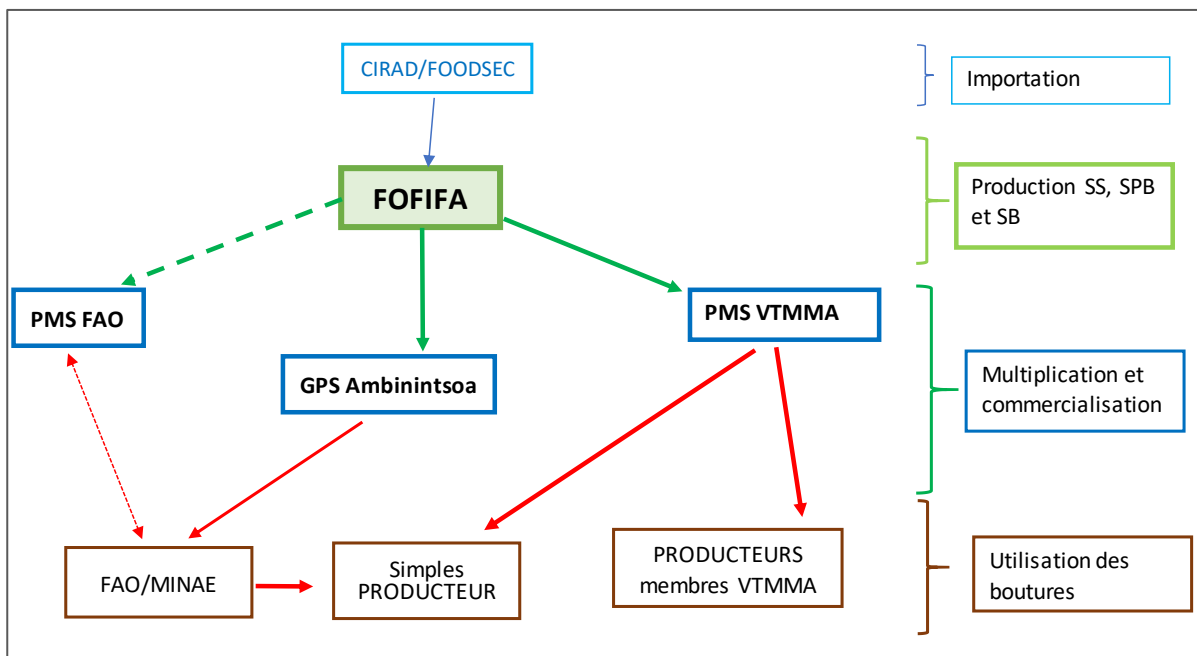 CIRAD/FOODSEC
Importation
FOFIFA
Production SS, SPB
et SB
PMS FAO
PMS VTMMA
GPS Ambinintsoa
Multiplication et
commercialisation
FAO/MINAE
Simples
PRODUCTEUR
PRODUCTEURS
membres VTMMA
Utilisation des
boutures